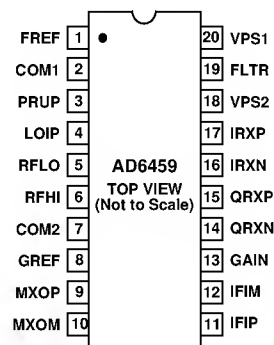 FREF 1 20 VPS1
COM1 2 19 FLTR
PRUP 3 18 VPS2
LOIP 4 17 IRXP
RFLO 5 AD6459 16 IRXN
RFHI 6 TOP VIEW 15 QRXP
(Not to Scale)
COM2 7 14 QRXN
GREF 8 13 GAIN
MXOP 9 12 IFIM
MXOM 10 11 IFIP